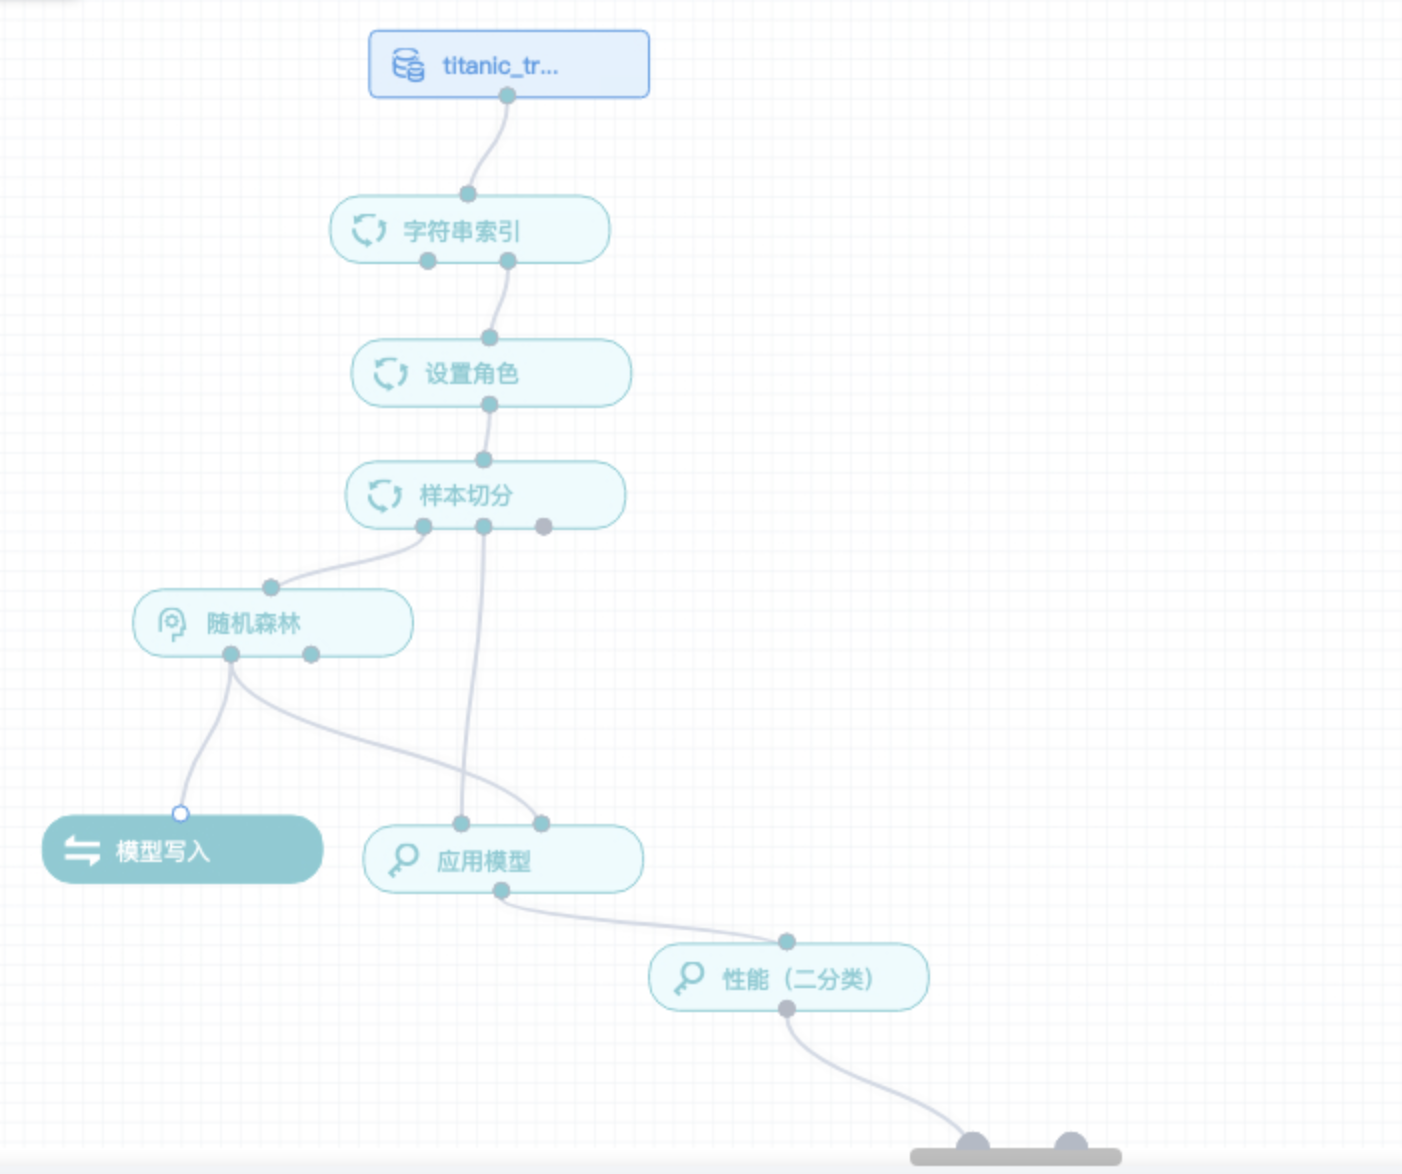 titanic_tr...
字符串索引
设置角色
样本切分
随机森林
模型写入
应用模型
性能（二分类）